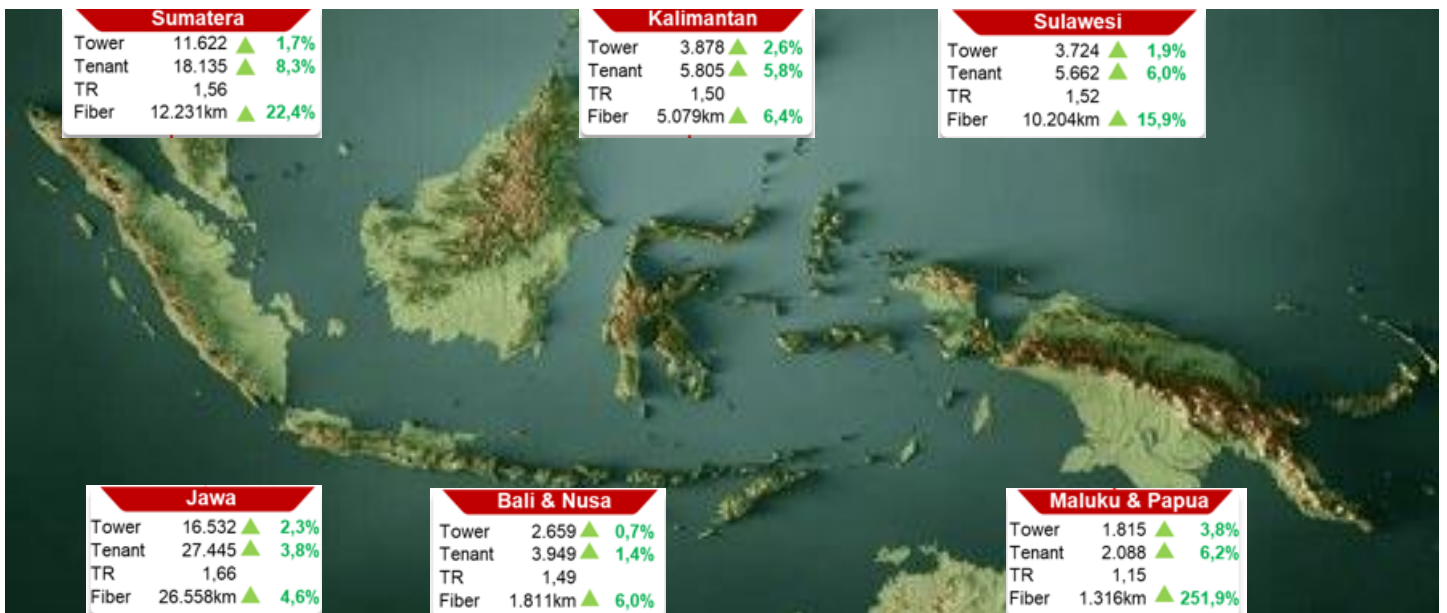 Sumatera
Tower 11.622 1,7%
Tenant 18.135 8,3%
TR 1,56
Fiber 12.231km 22,4%
Kalimantan
Tower 3.878 2,6%
Tenant 5.805 5,8%
TR 1,50
Fiber 5.079km 6,4%
Sulawesi
Tower 3.724 1,9%
Tenant 5.662 6,0%
TR 1,52
Fiber 10.204km 15,9%
Jawa
Tower 16.532 2,3%
Tenant 27.445 3,8%
TR 1,66
Fiber 26.558km 4,6%
Bali & Nusa
Tower 2.659 0,7%
Tenant 3.949 1,4%
TR 1,49
Fiber 1.811km 6,0%
Maluku & Papua
Tower 1.815 3,8%
Tenant 2.088 6,2%
TR 1,15
Fiber 1.316km 251,9%